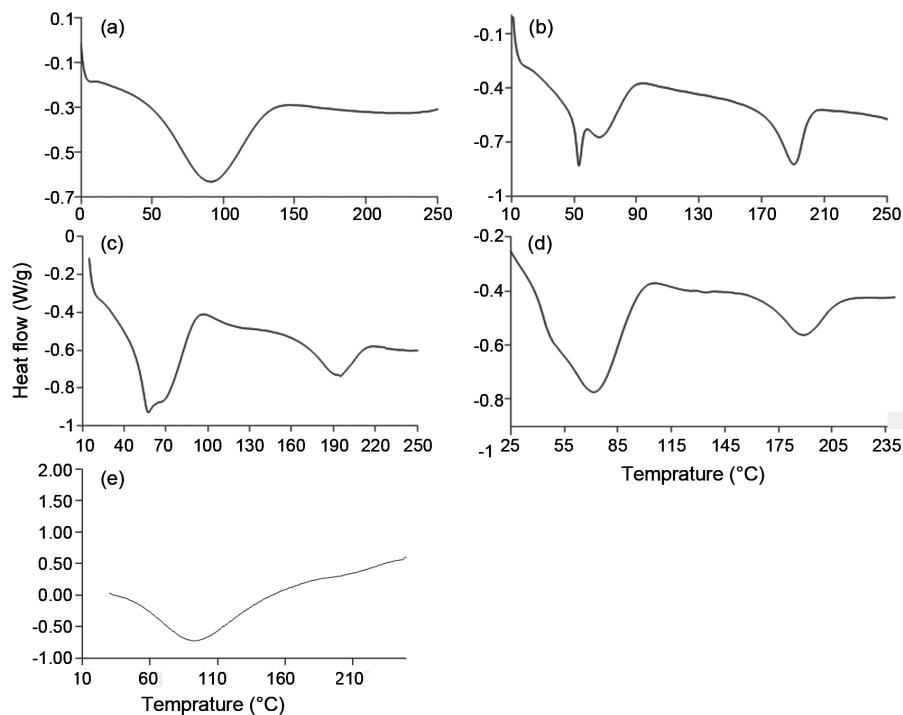 (a)
0.1
-0.1
-0.3
-0.5
-0.7
0 50 100 150 200 250
(b)
-0.1
-0.4
-0.7
-1
10 50 90 130 170 210 250
Heat flow (W/g)
(c)
0
-0.2
-0.4
-0.6
-0.8
-1
10 40 70 100 130 160 190 220 250
(d)
-0.2
-0.4
-0.6
-0.8
-1
25 55 85 115 145 175 205 235
Temprature (°C)
(e)
2.00
1.50
1.00
0.50
0.00
-0.50
-1.00
10 60 110 160 210
Temprature (°C)